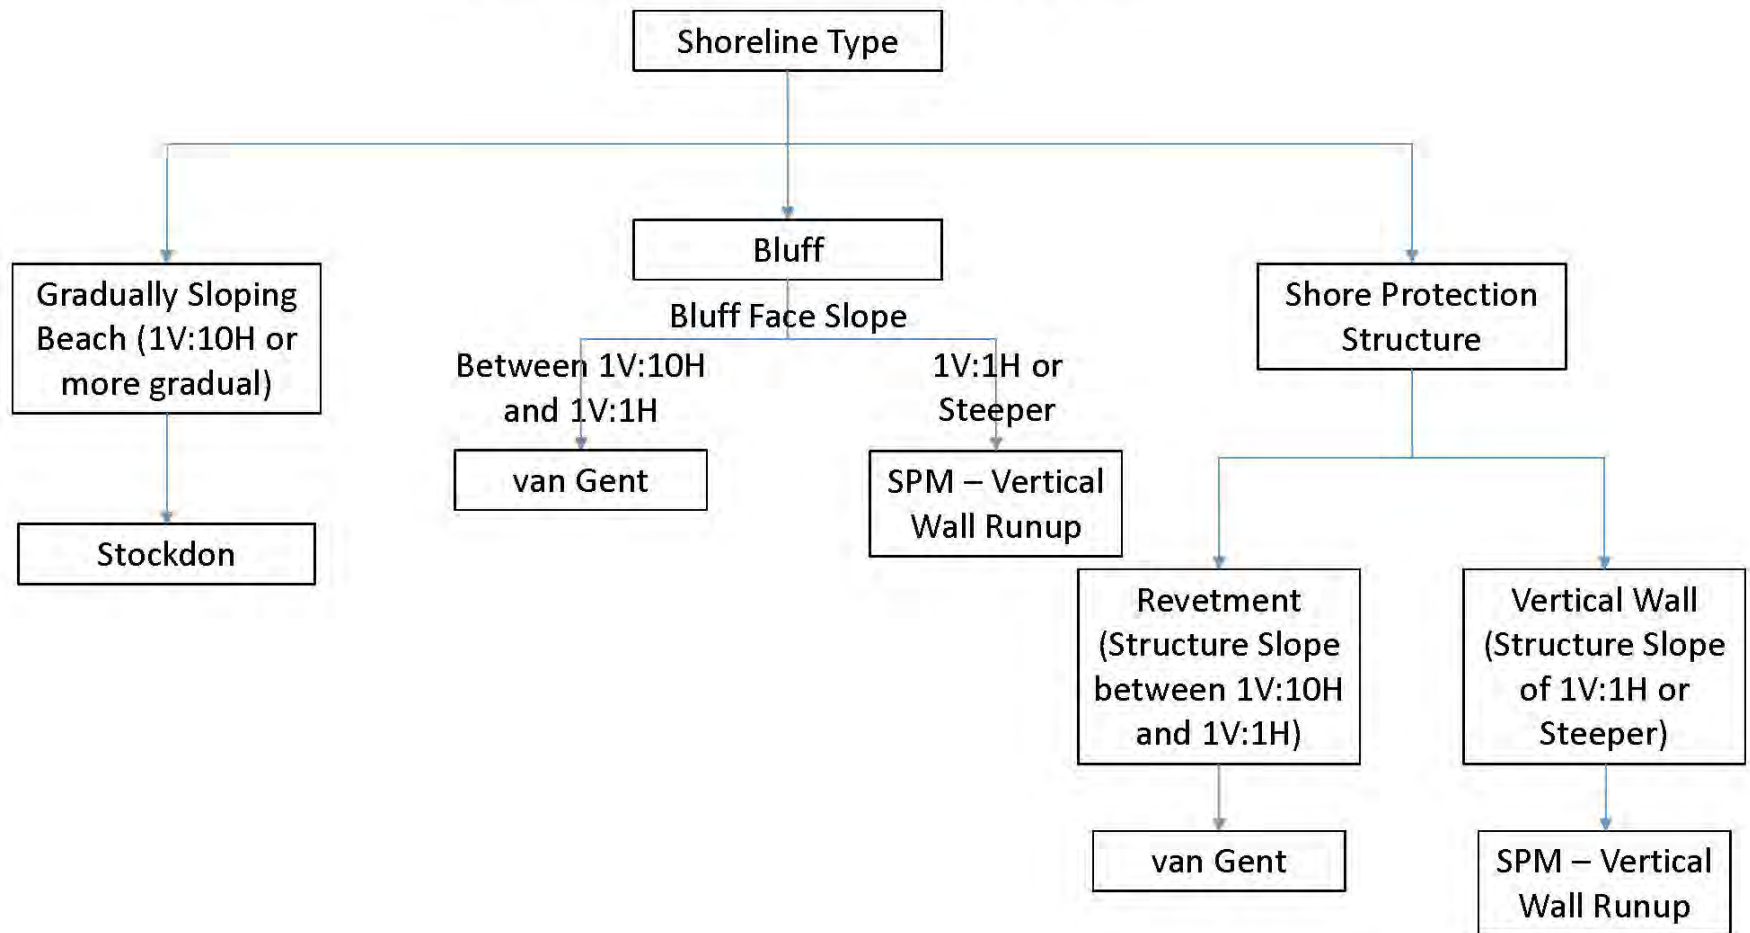 Shoreline Type
Bluff
Gradually Sloping
Beach (1V:10H or
more gradual)
Shore Protection
Structure
Bluff Face Slope
Between 1V:10H
and 1V:1H
1V:1H or
Steeper
van Gent
SPM – Vertical
Wall Runup
Stockdon
Revetment
(Structure Slope
between 1V:10H
and 1V:1H)
Vertical Wall
(Structure Slope
of 1V:1H or
Steeper)
van Gent
SPM – Vertical
Wall Runup